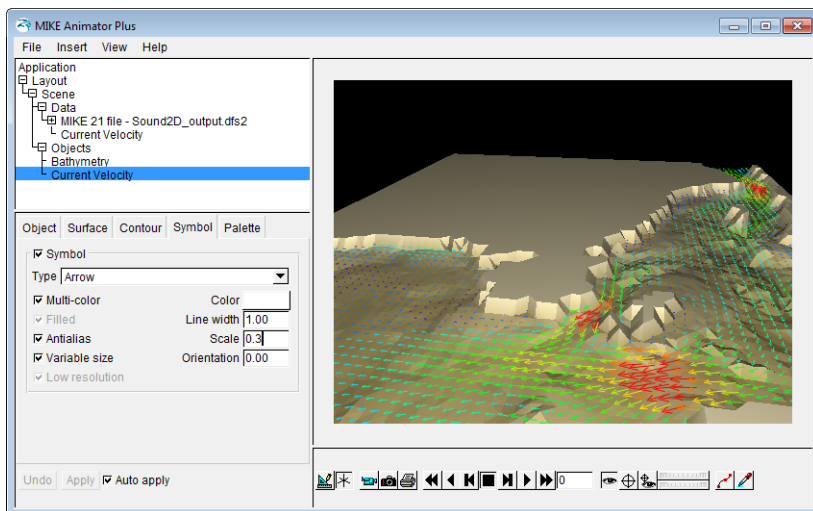 MIKE Animator Plus
File Insert View Help
Application
Layout
Scene
Data
MIKE 21 file - Sound2D_output.dfs2
Current Velocity
Objects
Bathymetry
Current Velocity
Object Surface Contour Symbol Palette
Symbol
Type Arrow
Multi-color Color
Filled Line width 1.00
Antialias Scale 0.3
Variable size Orientation 0.00
Low resolution
Undo Apply Auto apply
0